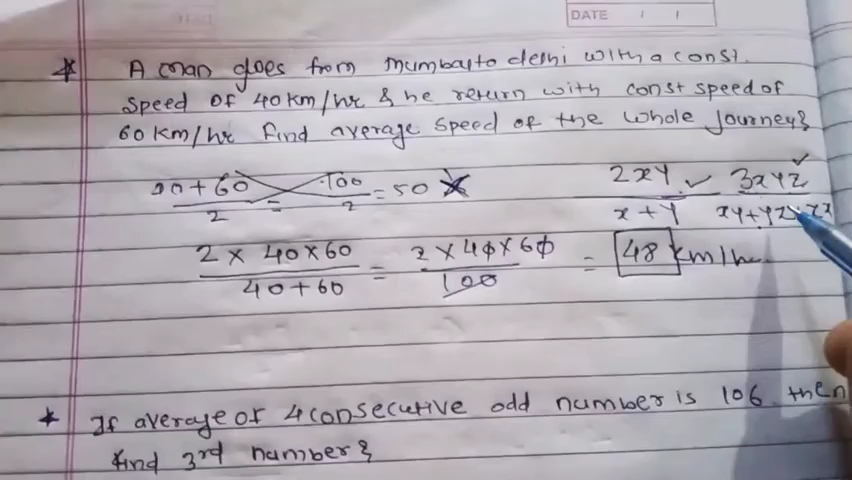 DATE / /
* A man goes from mumbai to delhi with a const.
speed of 40 km/hr & he return with const speed of
60 km/hr find average speed of the whole journey?
40+60/2 = 100/2 = 50 ×
2xy/x+y ✓ 3xyz/xy+yz+zx ✓
2 × 40×60/40+60 = 2 × 40×60/100 = 48 km/hr
* If average of 4 consecutive odd number is 106 then
find 3rd number?